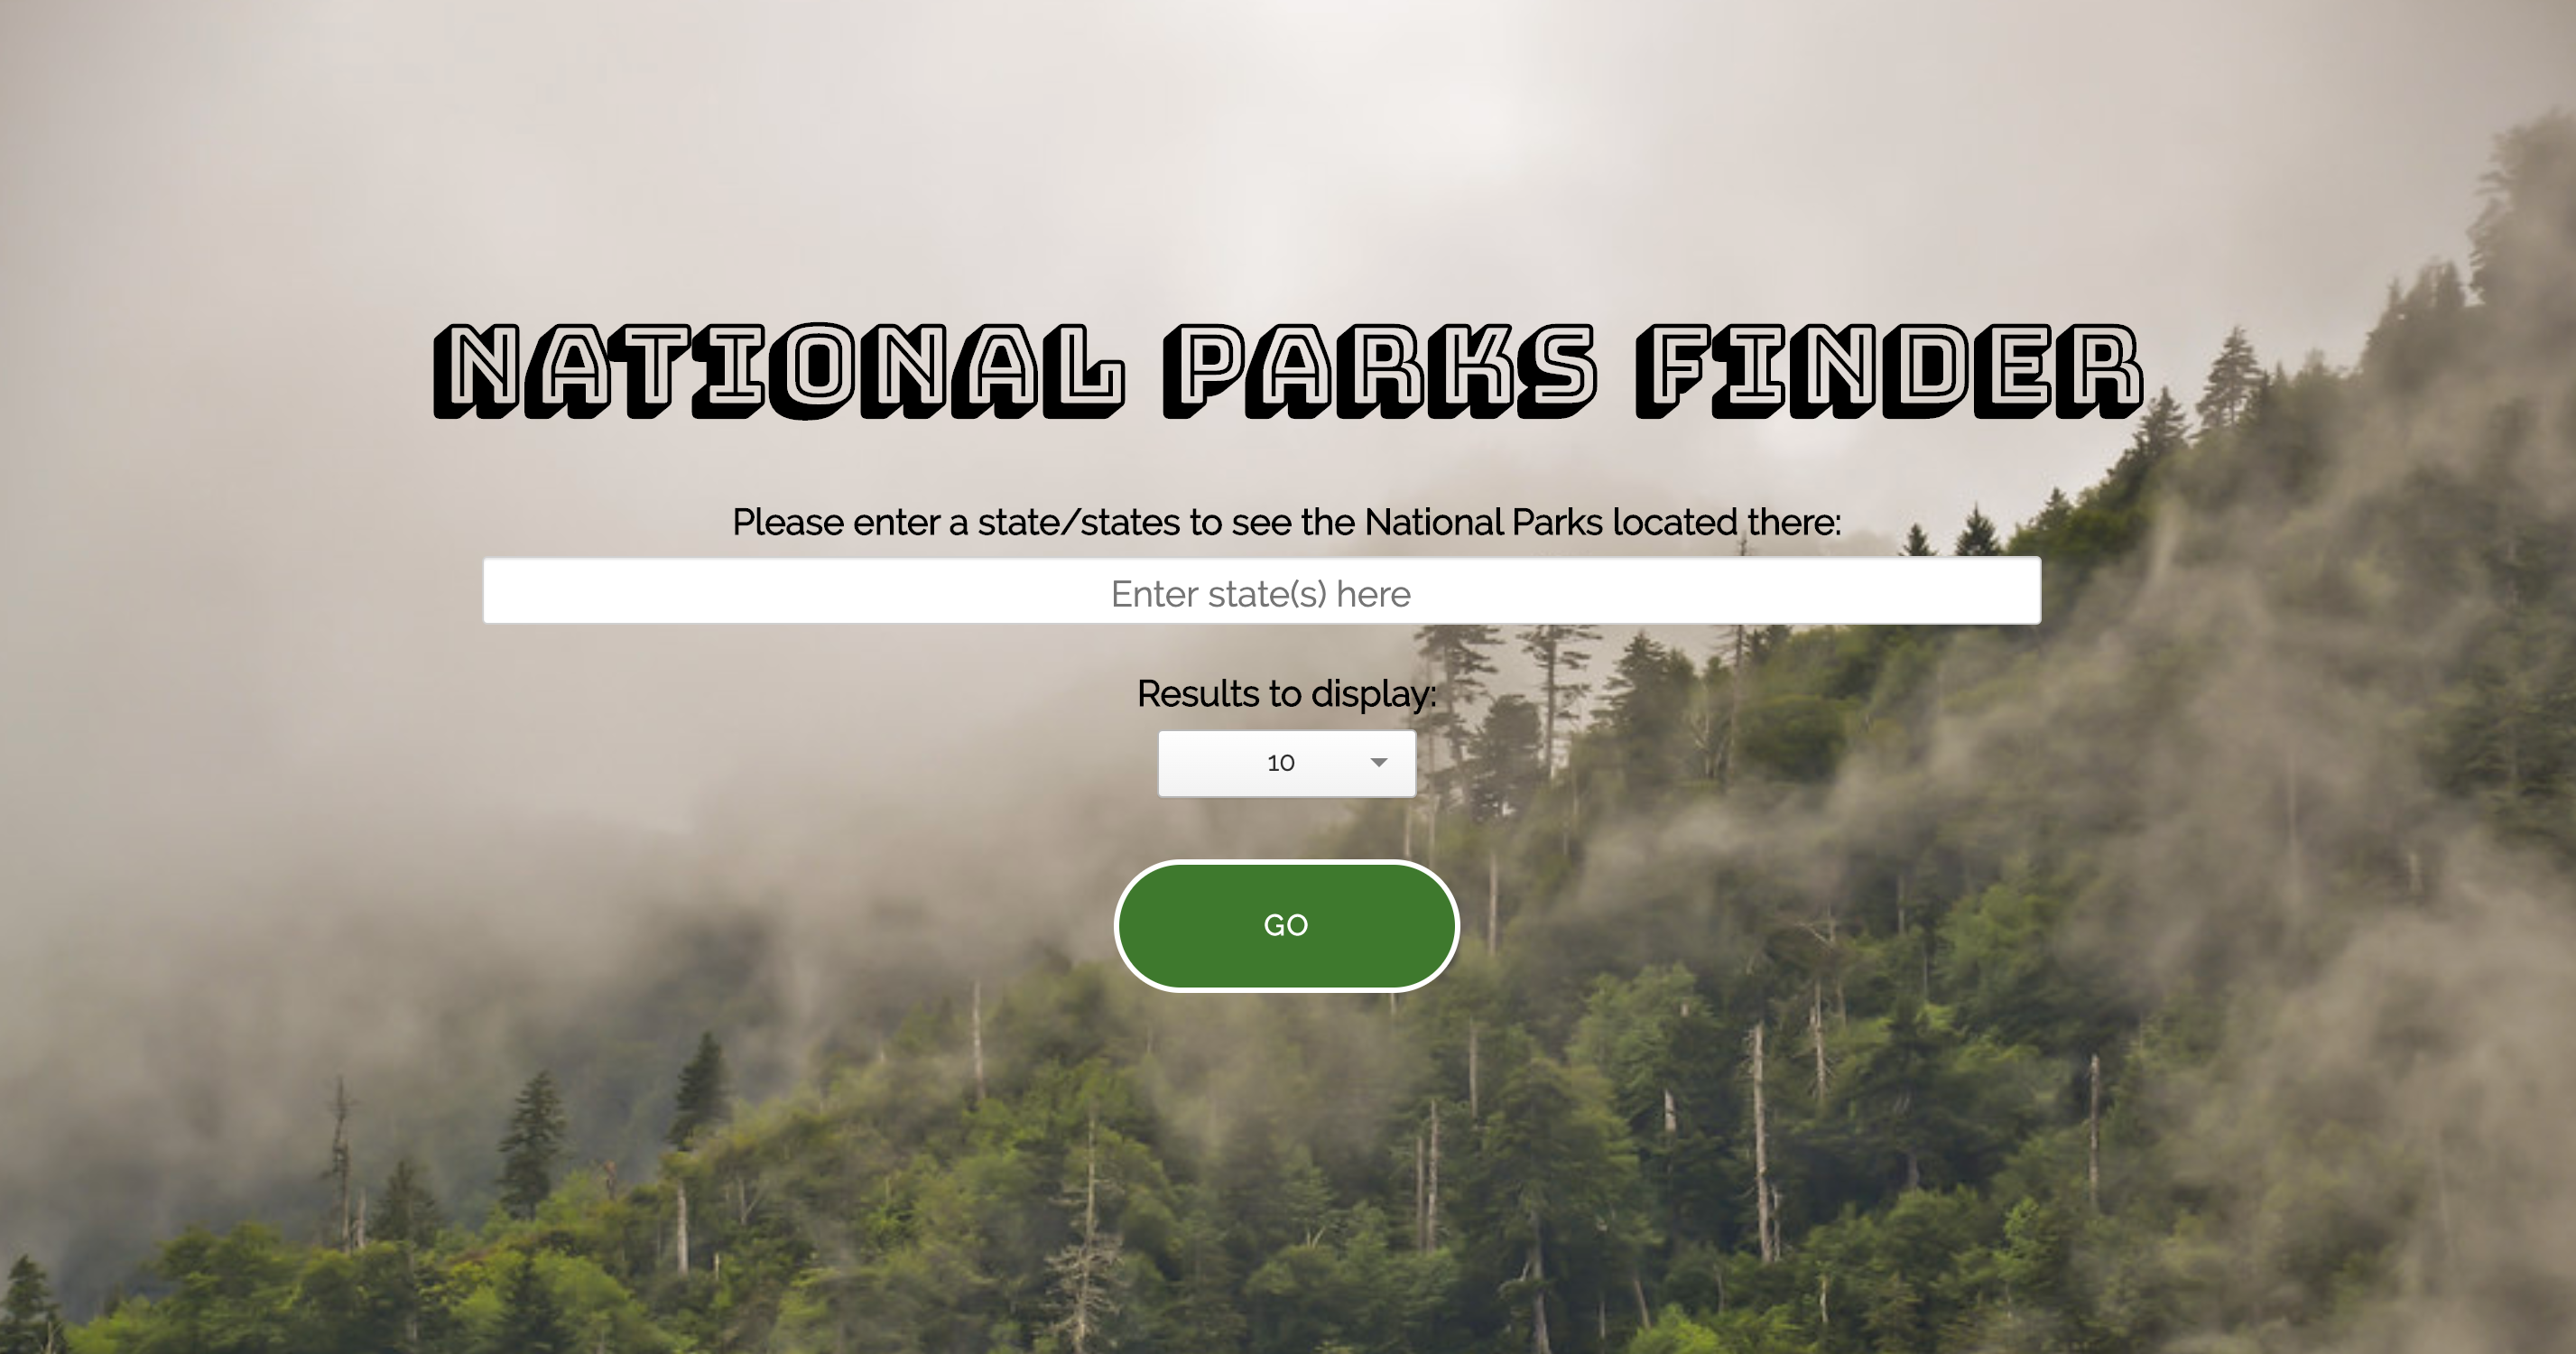 NATIONAL PARKS FINDER
Please enter a state/states to see the National Parks located there:
Enter state(s) here
Results to display:
10
GO